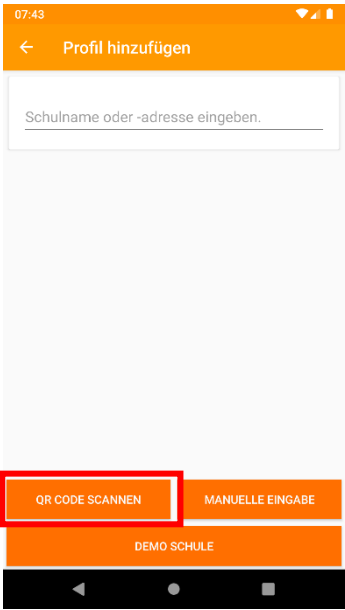 07:43
Profil hinzufügen
Schulname oder -adresse eingeben.
QR CODE SCANNEN
MANUELLE EINGABE
DEMO SCHULE